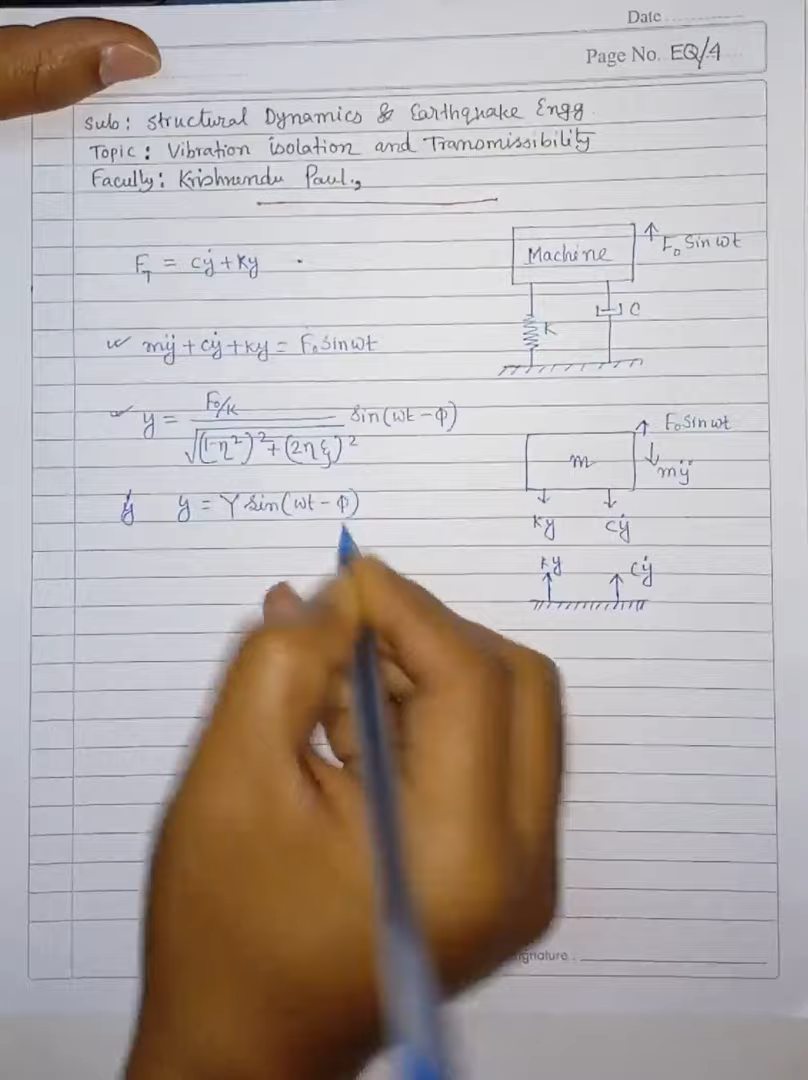 Date
Page No. EQ/4
Sub: Structural Dynamics & Earthquake Engg.
Topic: Vibration isolation and Transmissibility
Faculty: Krishnendu Paul.,
F_T = cẏ + ky
Machine
↑ F₀ Sin ωt
K
C
mÿ + cẏ + ky = F₀ sin ωt
y = F₀/K / √(1-η²)² + (2ηξ)² sin(ωt - φ)
y = Y sin(ωt - φ)
↑ F₀ sin ωt
m
↓ mÿ
ky cẏ
ky cẏ
ignature :